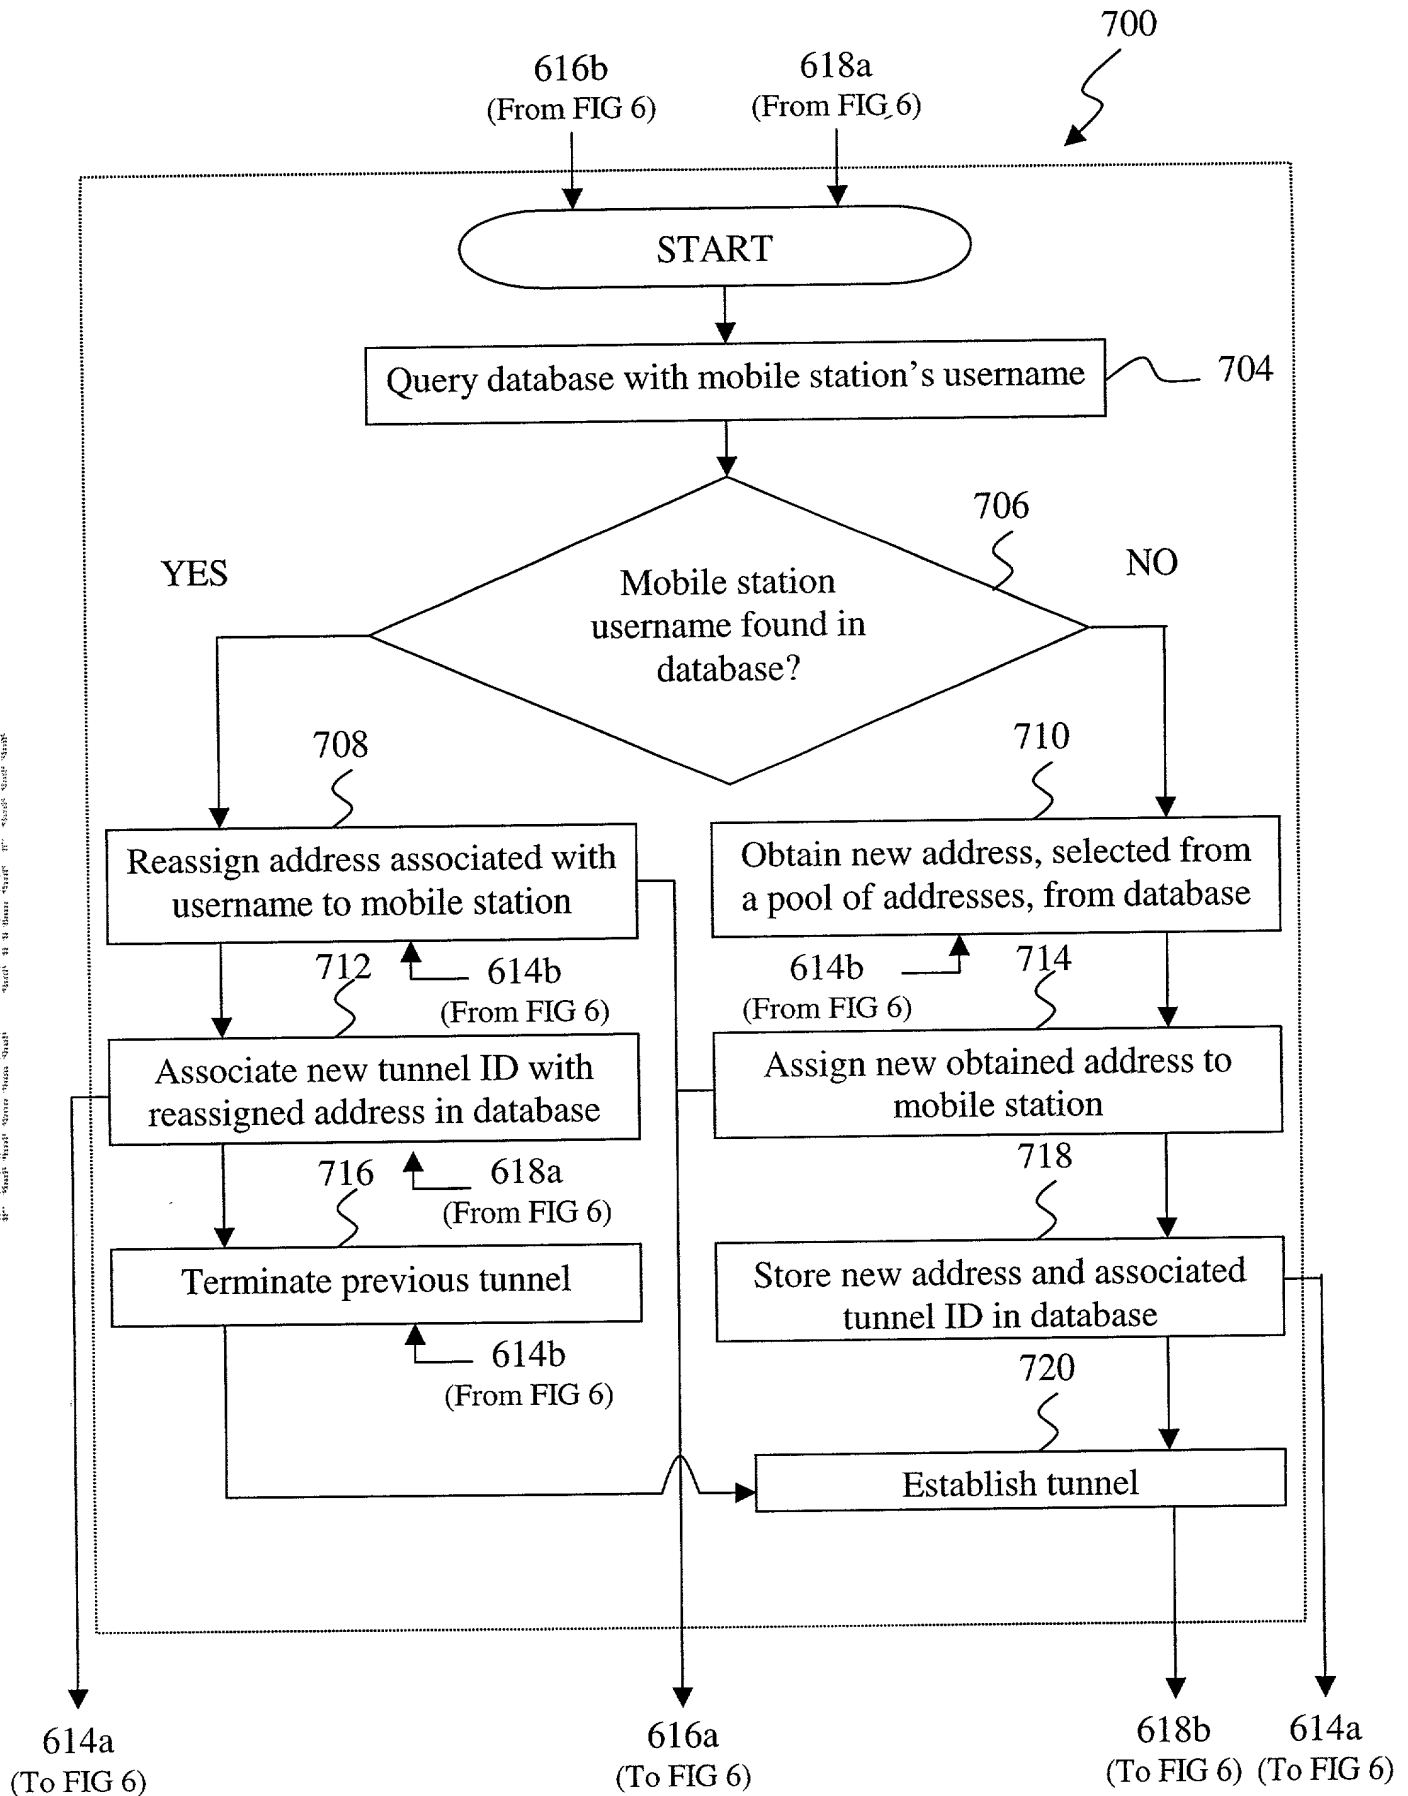 700
616b
(From FIG 6)
618a
(From FIG 6)
START
Query database with mobile station's username
704
706
YES
NO
Mobile station
username found in
database?
708
710
Reassign address associated with
username to mobile station
Obtain new address, selected from
a pool of addresses, from database
712
614b
(From FIG 6)
614b
(From FIG 6)
714
Associate new tunnel ID with
reassigned address in database
Assign new obtained address to
mobile station
716
618a
(From FIG 6)
718
Terminate previous tunnel
Store new address and associated
tunnel ID in database
614b
(From FIG 6)
720
Establish tunnel
614a
(To FIG 6)
616a
(To FIG 6)
618b
(To FIG 6)
614a
(To FIG 6)